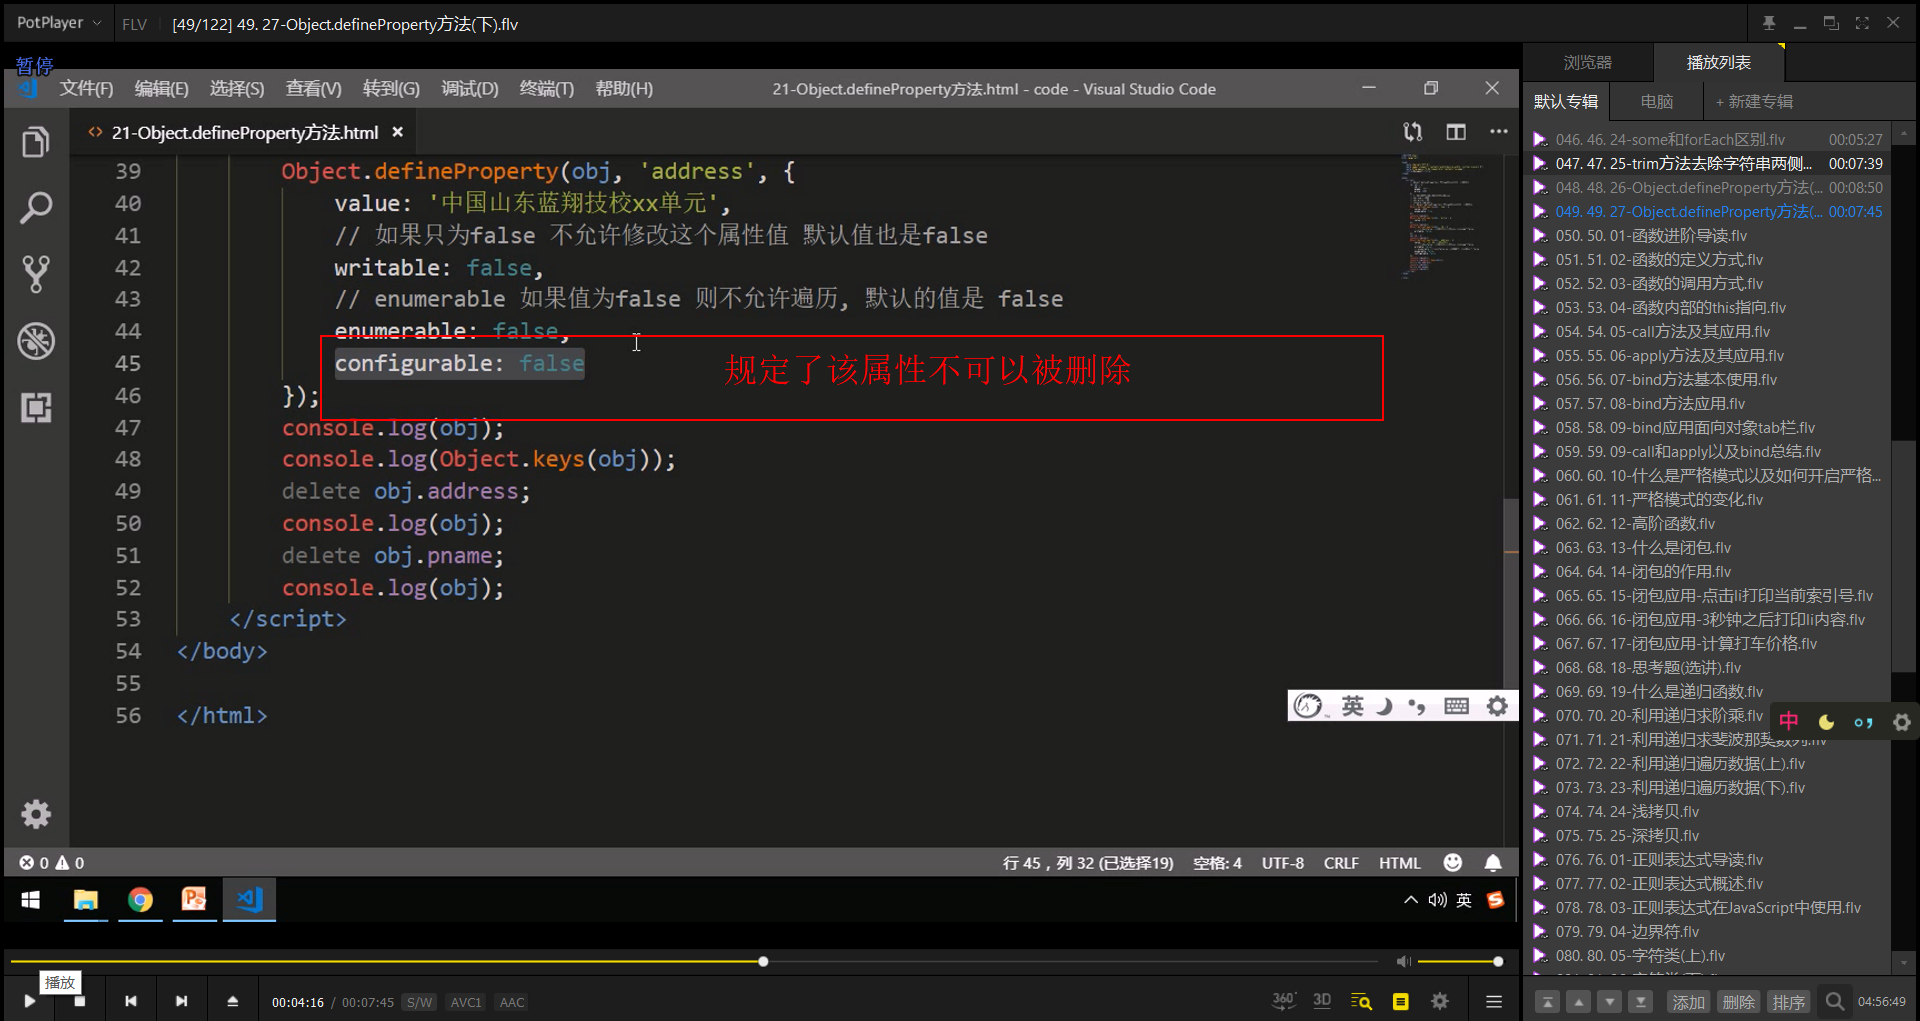 PotPlayer
FLV
[49/122] 49. 27-Object.defineProperty方法(下).flv
暂停
文件(F) 编辑(E) 选择(S) 查看(V) 转到(G) 调试(D) 终端(T) 帮助(H)
21-Object.defineProperty方法.html - code - Visual Studio Code
<> 21-Object.defineProperty方法.html ×
39 Object.defineProperty(obj, 'address', {
40 value: '中国山东蓝翔技校xx单元',
41 // 如果只为false 不允许修改这个属性值 默认值也是false
42 writable: false,
43 // enumerable 如果值为false 则不允许遍历, 默认的值是 false
44 enumerable: false,
45 configurable: false
规定了该属性不可以被删除
46 });
47 console.log(obj);
48 console.log(Object.keys(obj));
49 delete obj.address;
50 console.log(obj);
51 delete obj.pname;
52 console.log(obj);
53 </script>
54 </body>
55
56 </html>
英
0 0
行 45，列 32 (已选择19) 空格: 4 UTF-8 CRLF HTML
英
播放
00:04:16 / 00:07:45 S/W AVC1 AAC
360° 3D
浏览器 播放列表
默认专辑 电脑 + 新建专辑
046. 46. 24-some和forEach区别.flv 00:05:27
047. 47. 25-trim方法去除字符串两侧... 00:07:39
048. 48. 26-Object.defineProperty方法(... 00:08:50
049. 49. 27-Object.defineProperty方法(... 00:07:45
050. 50. 01-函数进阶导读.flv
051. 51. 02-函数的定义方式.flv
052. 52. 03-函数的调用方式.flv
053. 53. 04-函数内部的this指向.flv
054. 54. 05-call方法及其应用.flv
055. 55. 06-apply方法及其应用.flv
056. 56. 07-bind方法基本使用.flv
057. 57. 08-bind方法应用.flv
058. 58. 09-bind应用面向对象tab栏.flv
059. 59. 09-call和apply以及bind总结.flv
060. 60. 10-什么是严格模式以及如何开启严格...
061. 61. 11-严格模式的变化.flv
062. 62. 12-高阶函数.flv
063. 63. 13-什么是闭包.flv
064. 64. 14-闭包的作用.flv
065. 65. 15-闭包应用-点击li打印当前索引号.flv
066. 66. 16-闭包应用-3秒钟之后打印li内容.flv
067. 67. 17-闭包应用-计算打车价格.flv
068. 68. 18-思考题(选讲).flv
069. 69. 19-什么是递归函数.flv
070. 70. 20-利用递归求阶乘.flv
中
071. 71. 21-利用递归求斐波那契数列.flv
072. 72. 22-利用递归遍历数据(上).flv
073. 73. 23-利用递归遍历数据(下).flv
074. 74. 24-浅拷贝.flv
075. 75. 25-深拷贝.flv
076. 76. 01-正则表达式导读.flv
077. 77. 02-正则表达式概述.flv
078. 78. 03-正则表达式在JavaScript中使用.flv
079. 79. 04-边界符.flv
080. 80. 05-字符类(上).flv
添加 删除 排序 04:56:49